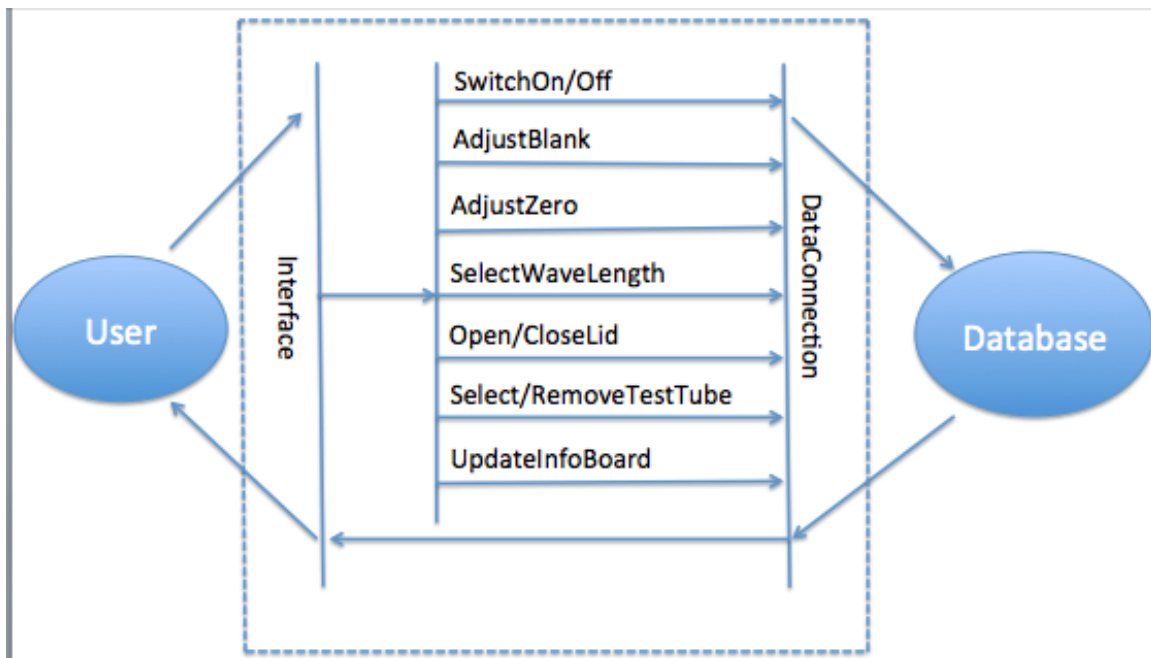 SwitchOn/Off
AdjustBlank
AdjustZero
SelectWaveLength
Open/CloseLid
Select/RemoveTestTube
UpdateInfoBoard
User
Interface
DataConnection
Database